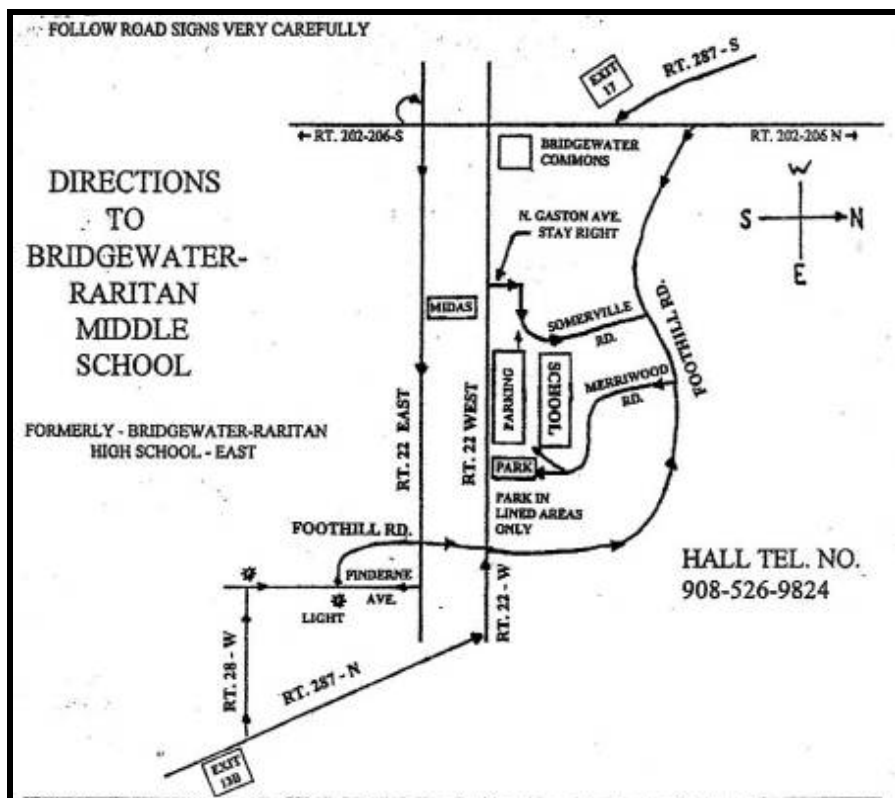 FOLLOW ROAD SIGNS VERY CAREFULLY
EXIT
17
RT. 287-S
←RT. 202-206-S
RT. 202-206 N→
BRIDGEWATER
COMMONS
DIRECTIONS
TO
BRIDGEWATER-
RARITAN
MIDDLE
SCHOOL
W
S
N
E
N. GASTON AVE.
STAY RIGHT
MIDAS
SOMERVILLE
RD.
FOOTHILL RD.
PARKING
SCHOOL
MERRIWOOD
RD.
RT. 22 EAST
RT. 22 WEST
FORMERLY - BRIDGEWATER-RARITAN
HIGH SCHOOL - EAST
PARK
PARK IN
LINED AREAS
ONLY
FOOTHILL RD.
HALL TEL. NO.
908-526-9824
FINDERNE
AVE.
LIGHT
RT. 22 - W
RT. 28 - W
RT. 287 - N
EXIT
13B